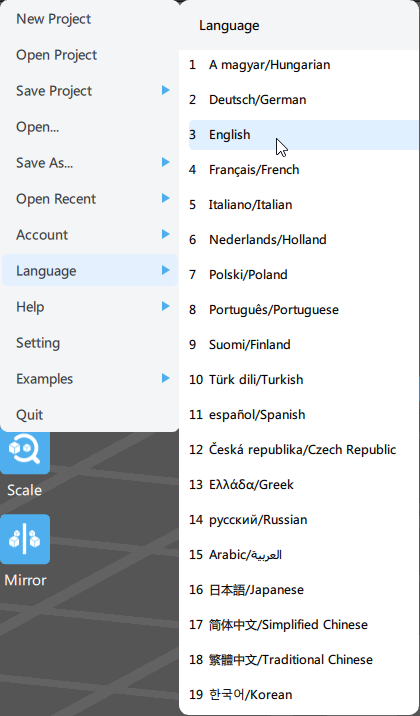 New Project
Open Project
Save Project
Open...
Save As...
Open Recent
Account
Language
Help
Setting
Examples
Quit
Scale
Mirror
Language
1 A magyar/Hungarian
2 Deutsch/German
3 English
4 Français/French
5 Italiano/Italian
6 Nederlands/Holland
7 Polski/Poland
8 Português/Portuguese
9 Suomi/Finland
10 Türk dili/Turkish
11 español/Spanish
12 Česká republika/Czech Republic
13 Ελλάδα/Greek
14 русский/Russian
15 Arabic/العربية
16 日本語/Japanese
17 简体中文/Simplified Chinese
18 繁體中文/Traditional Chinese
19 한국어/Korean